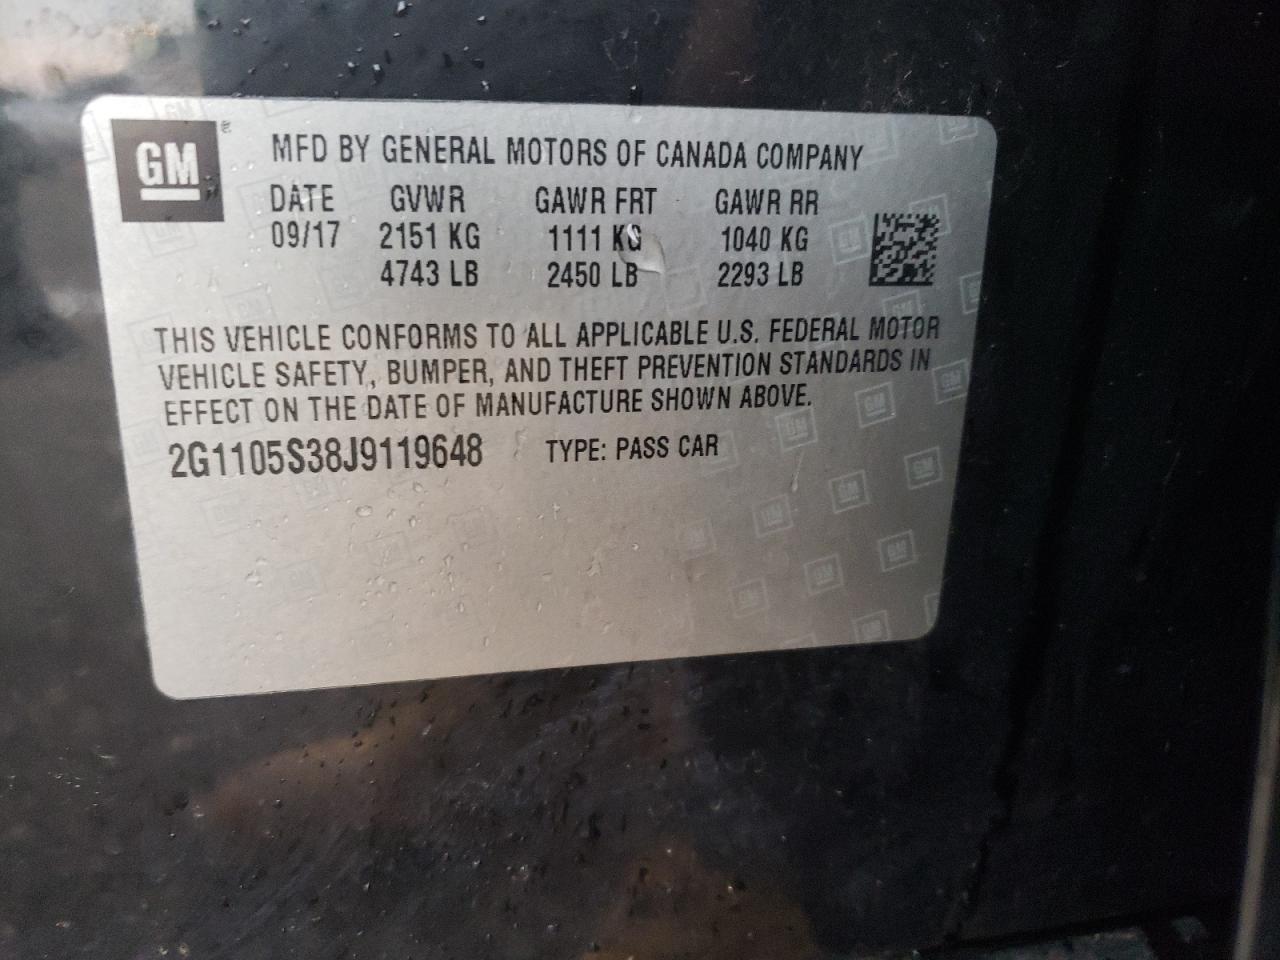 GM ®
MFD BY GENERAL MOTORS OF CANADA COMPANY
DATE GVWR GAWR FRT GAWR RR
09/17 2151 KG 1111 KG 1040 KG
4743 LB 2450 LB 2293 LB
THIS VEHICLE CONFORMS TO ALL APPLICABLE U.S. FEDERAL MOTOR
VEHICLE SAFETY, BUMPER, AND THEFT PREVENTION STANDARDS IN
EFFECT ON THE DATE OF MANUFACTURE SHOWN ABOVE.
2G1105S38J9119648 TYPE: PASS CAR